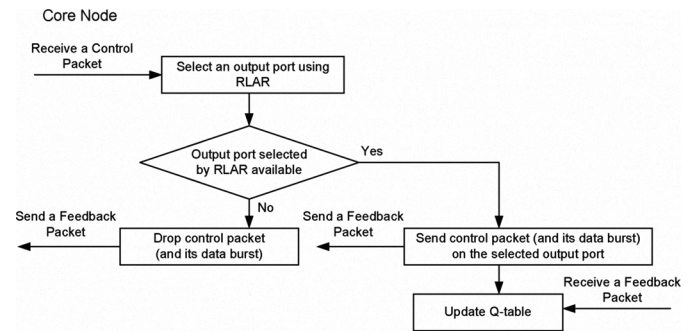 Core Node
Receive a Control
Packet
Select an output port using
RLAR
Output port selected
by RLAR available
Yes
No
Send a Feedback
Packet
Drop control packet
(and its data burst)
Send a Feedback
Packet
Send control packet (and its data burst)
on the selected output port
Receive a Feedback
Packet
Update Q-table